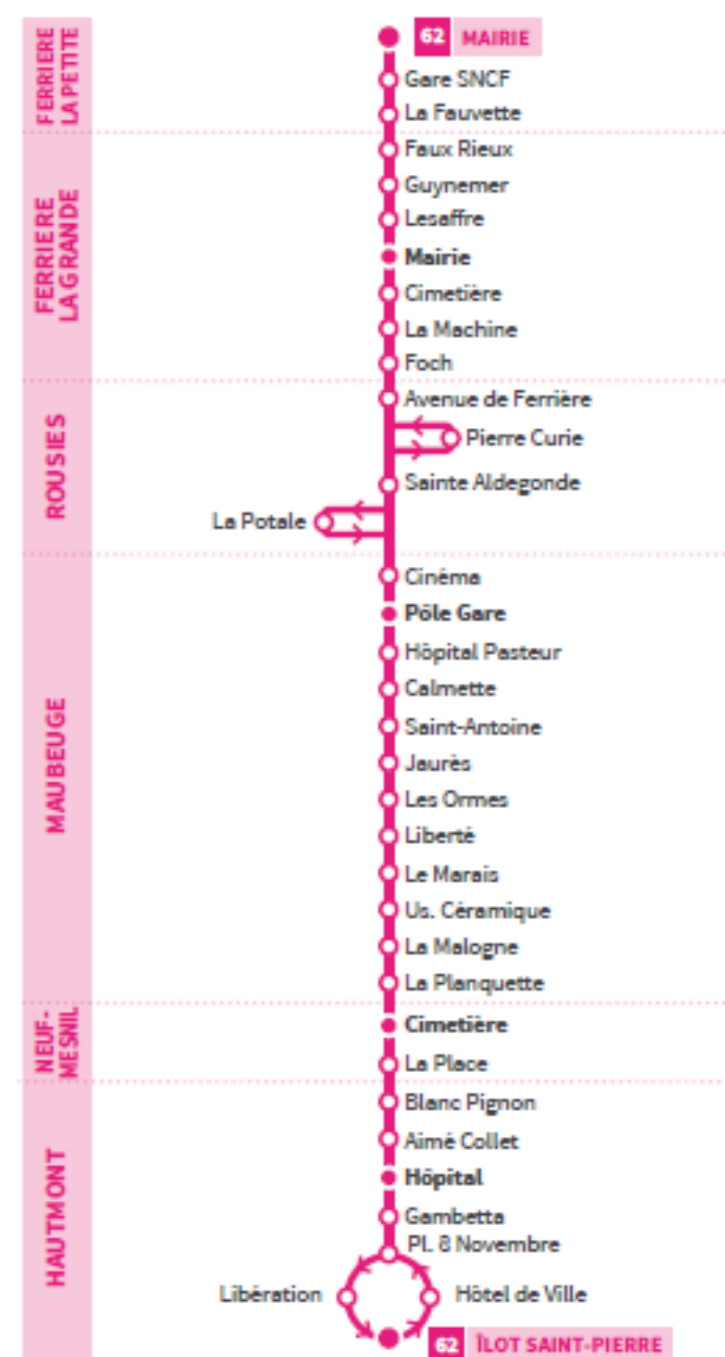 FERRIERE
LA PETITE
62 MAIRIE
Gare SNCF
La Fauvette
FERRIERE
LA GRANDE
Faux Rieux
Guynemer
Lesaffre
Mairie
Cimetière
La Machine
Foch
ROUSIES
Avenue de Ferrière
Pierre Curie
Sainte Aldegonde
La Potale
MAUBEUGE
Cinéma
Pôle Gare
Hôpital Pasteur
Calmette
Saint-Antoine
Jaurès
Les Ormes
Liberté
Le Marais
Us. Céramique
La Malogne
La Planquette
NEUF-
MESNIL
Cimetière
La Place
HAUTMONT
Blanc Pignon
Aimé Collet
Hôpital
Gambetta
Pl. 8 Novembre
Libération
Hôtel de Ville
62 ÎLOT SAINT-PIERRE